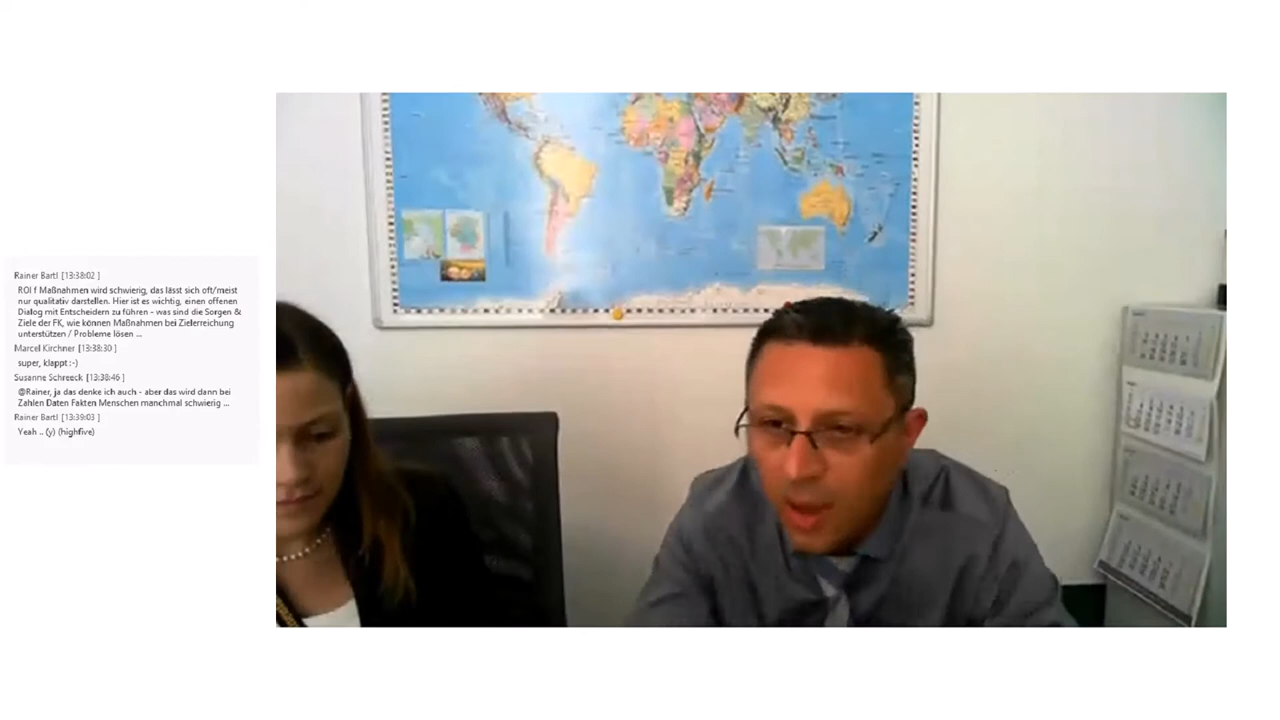 Rainer Bartl [13:38:02 ]
ROI f Maßnahmen wird schwierig, das lässt sich oft/meist
nur qualitativ darstellen. Hier ist es wichtig, einen offenen
Dialog mit Entscheidern zu führen - was sind die Sorgen &
Ziele der FK, wie können Maßnahmen bei Zielerreichung
unterstützen / Probleme lösen ...
Marcel Kirchner [13:38:30 ]
super, klappt :-)
Susanne Schreeck [13:38:46 ]
@Rainer, ja das denke ich auch - aber das wird dann bei
Zahlen Daten Fakten Menschen manchmal schwierig ...
Rainer Bartl [13:39:03 ]
Yeah .. (y) (highfive)